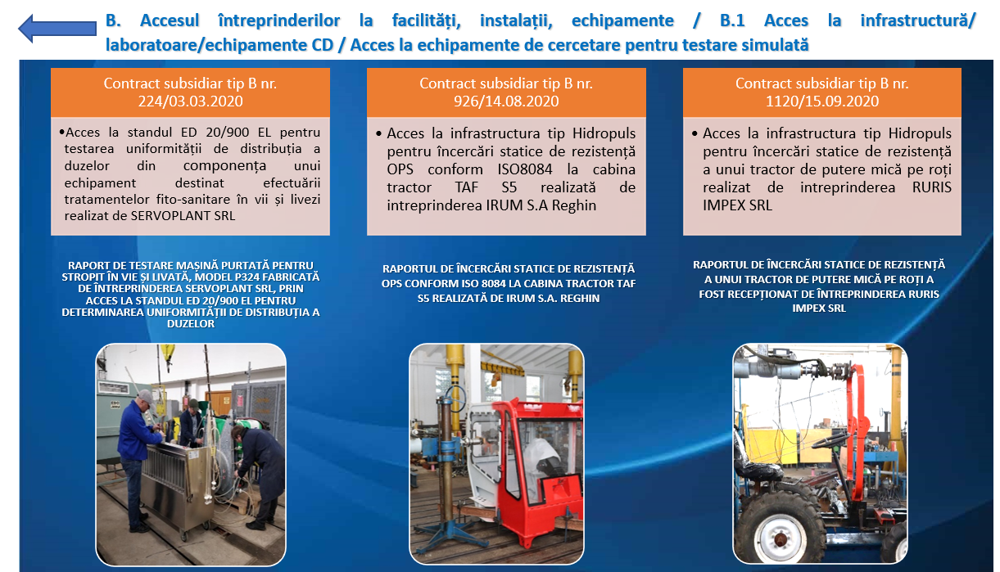 B. Accesul întreprinderilor la facilități, instalații, echipamente / B.1 Acces la infrastructură/
laboratoare/echipamente CD / Acces la echipamente de cercetare pentru testare simulată
Contract subsidiar tip B nr.
224/03.03.2020
•Acces la standul ED 20/900 EL pentru
testarea uniformității de distribuția a
duzelor din componența unui
echipament destinat efectuării
tratamentelor fito-sanitare în vii și livezi
realizat de SERVOPLANT SRL
RAPORT DE TESTARE MAȘINĂ PURTATĂ PENTRU
STROPIT ÎN VIE ȘI LIVATĂ, MODEL P324 FABRICATĂ
DE ÎNTREPRINDEREA SERVOPLANT SRL, PRIN
ACCES LA STANDUL ED 20/900 EL PENTRU
DETERMINAREA UNIFORMITĂȚII DE DISTRIBUȚIA A
DUZELOR
Contract subsidiar tip B nr.
926/14.08.2020
• Acces la infrastructura tip Hidropuls
pentru încercări statice de rezistență
OPS conform ISO8084 la cabina
tractor TAF S5 realizată de
intreprinderea IRUM S.A Reghin
RAPORTUL DE ÎNCERCĂRI STATICE DE REZISTENȚĂ
OPS CONFORM ISO 8084 LA CABINA TRACTOR TAF
S5 REALIZATĂ DE IRUM S.A. REGHIN
Contract subsidiar tip B nr.
1120/15.09.2020
• Acces la infrastructura tip Hidropuls
pentru încercări statice de rezistență
a unui tractor de putere mică pe roți
realizat de intreprinderea RURIS
IMPEX SRL
RAPORTUL DE ÎNCERCĂRI STATICE DE REZISTENȚĂ
A UNUI TRACTOR DE PUTERE MICĂ PE ROȚI A
FOST RECEPȚIONAT DE ÎNTREPRINDEREA RURIS
IMPEX SRL